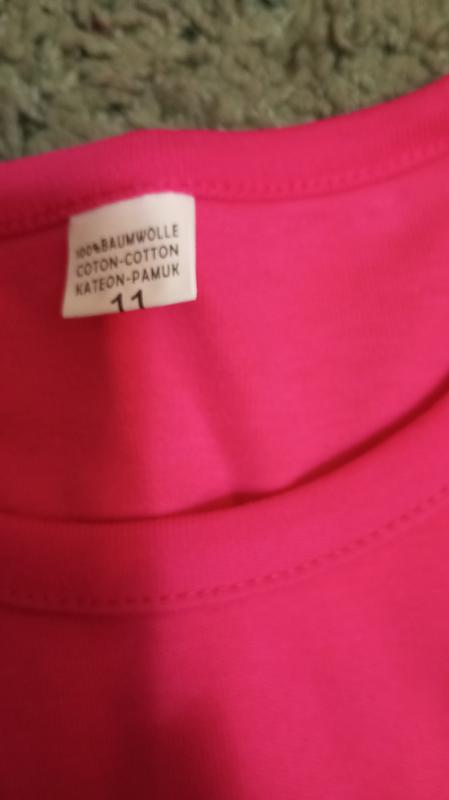 100%BAUMWOLLE
COTON-COTTON
KATEON-PAMUK
11